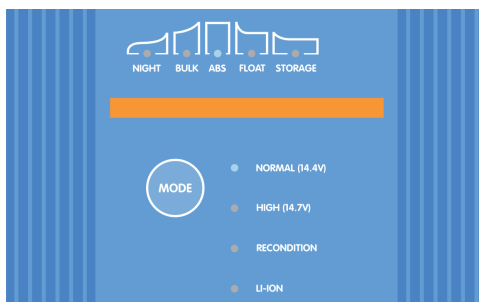 NIGHT BULK ABS FLOAT STORAGE
MODE
NORMAL (14.4V)
HIGH (14.7V)
RECONDITION
LI-ION